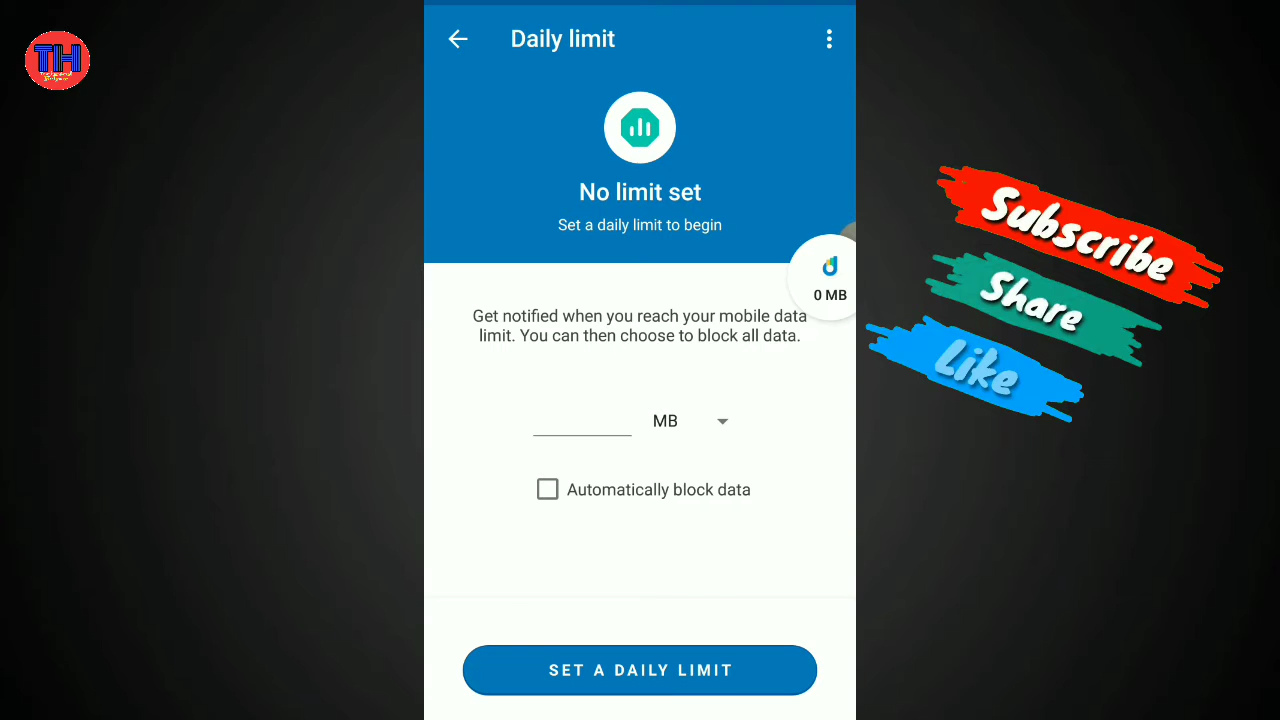 TH
Daily limit
No limit set
Set a daily limit to begin
0 MB
Get notified when you reach your mobile data
limit. You can then choose to block all data.
MB
Automatically block data
SET A DAILY LIMIT
Subscribe
Share
Like